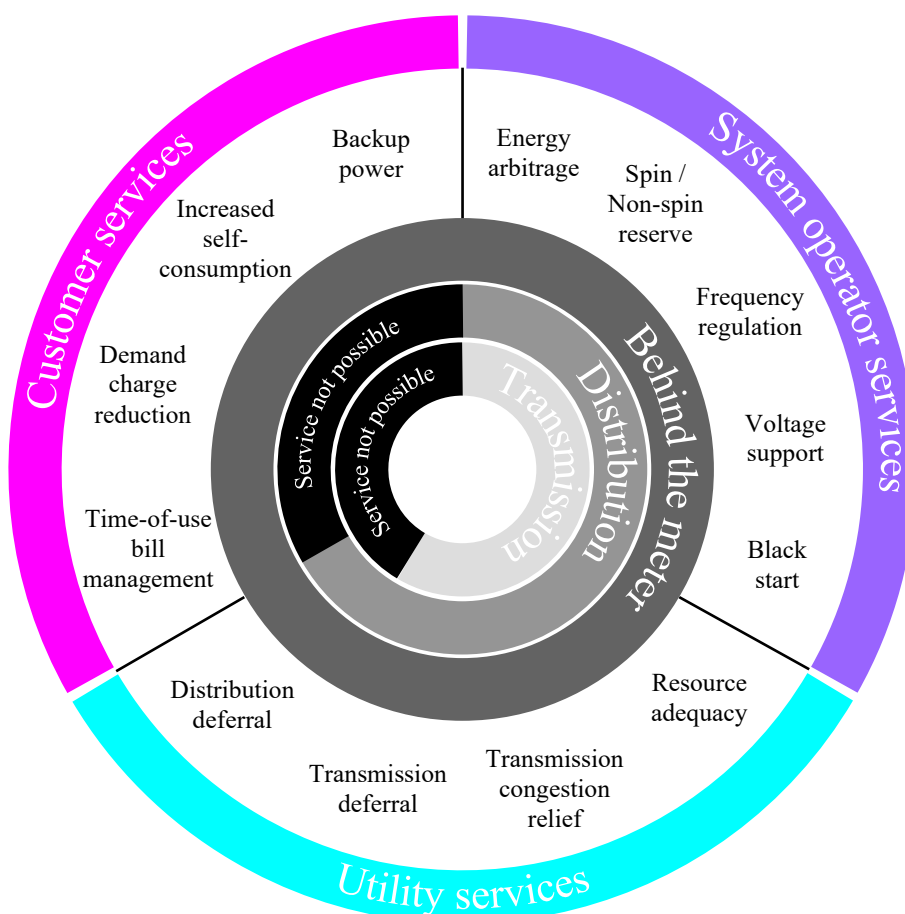 Customer services
System operator services
Utility services
Backup
power
Increased
self-
consumption
Demand
charge
reduction
Time-of-use
bill
management
Energy
arbitrage
Spin /
Non-spin
reserve
Frequency
regulation
Voltage
support
Black
start
Resource
adequacy
Transmission
congestion
relief
Transmission
deferral
Distribution
deferral
Behind the meter
Distribution
Transmission
Service not possible
Service not possible